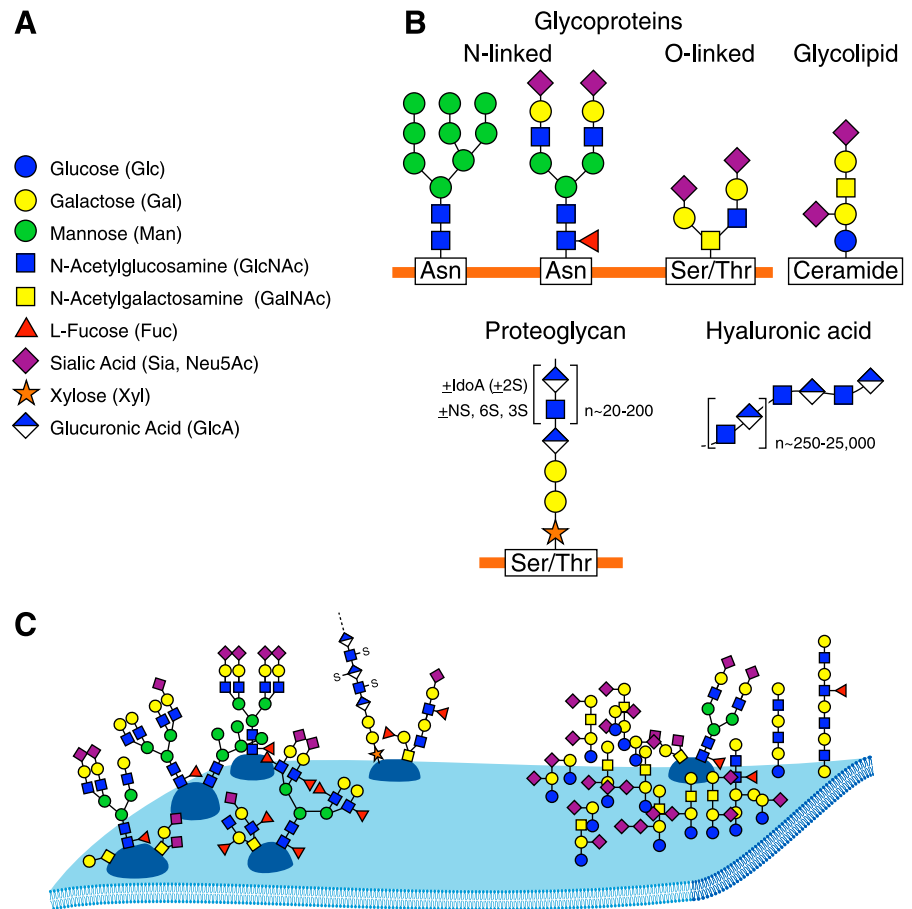 A
Glucose (Glc)
Galactose (Gal)
Mannose (Man)
N-Acetylglucosamine (GlcNAc)
N-Acetylgalactosamine (GalNAc)
L-Fucose (Fuc)
Sialic Acid (Sia, Neu5Ac)
Xylose (Xyl)
Glucuronic Acid (GlcA)
B
Glycoproteins
N-linked
O-linked
Glycolipid
Asn
Asn
Ser/Thr
Ceramide
Proteoglycan
±IdoA (±2S)
±NS, 6S, 3S
n~20-200
Ser/Thr
Hyaluronic acid
n~250-25,000
C
S
S
S